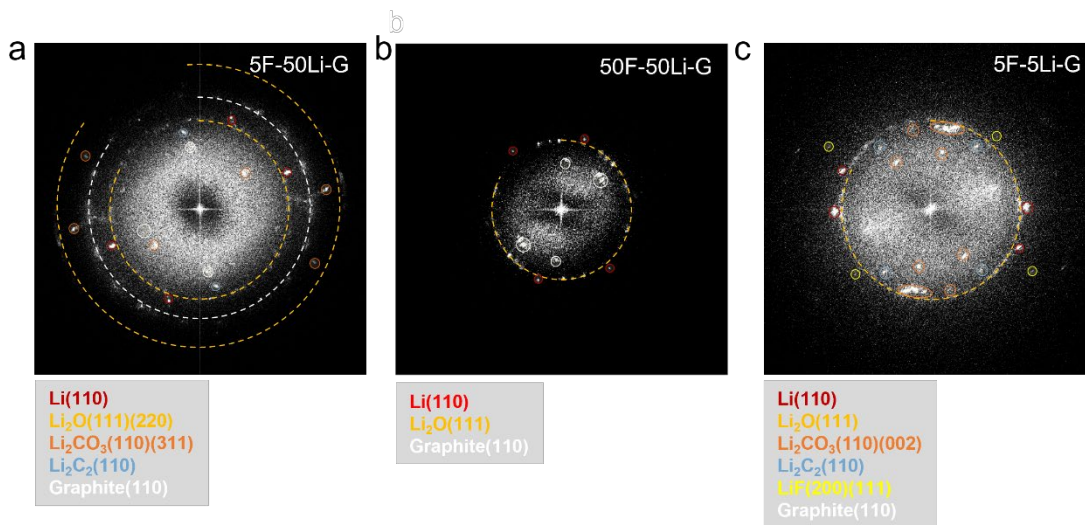 b
a
5F-50Li-G
b
50F-50Li-G
c
5F-5Li-G
Li(110)
Li₂O(111)(220)
Li₂CO₃(110)(311)
Li₂C₂(110)
Graphite(110)
Li(110)
Li₂O(111)
Graphite(110)
Li(110)
Li₂O(111)
Li₂CO₃(110)(002)
Li₂C₂(110)
LiF(200)(111)
Graphite(110)